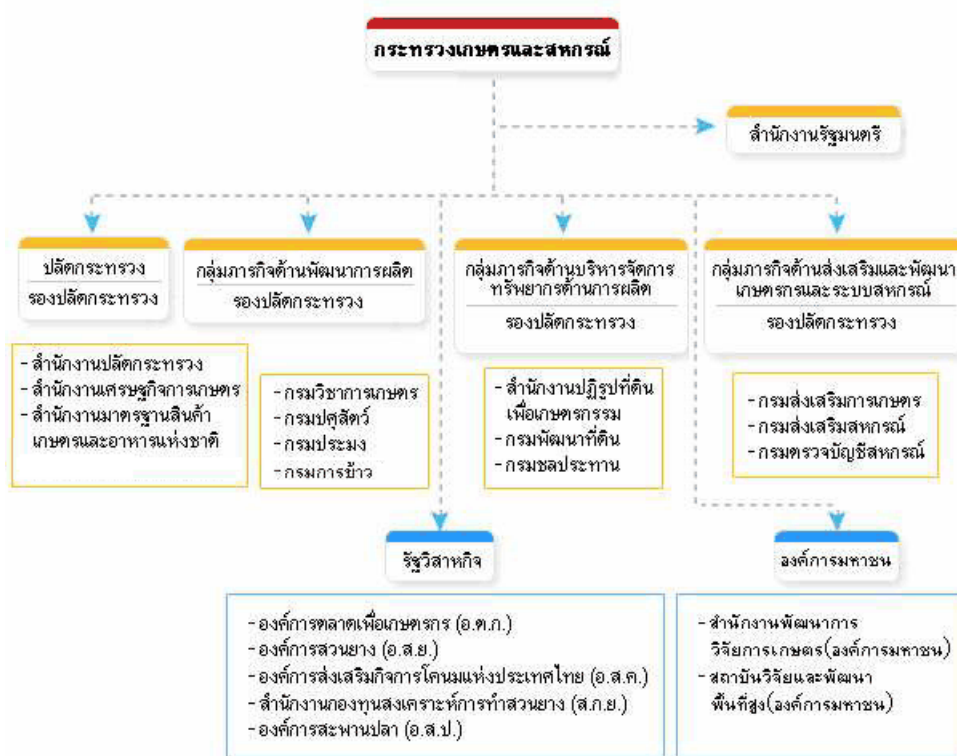 กระทรวงเกษตรและสหกรณ์
สำนักงานรัฐมนตรี
ปลัดกระทรวง
รองปลัดกระทรวง
- สำนักงานปลัดกระทรวง
- สำนักงานเศรษฐกิจการเกษตร
- สำนักงานมาตรฐานสินค้า
เกษตรและอาหารแห่งชาติ
กลุ่มภารกิจด้านพัฒนาการผลิต
รองปลัดกระทรวง
- กรมวิชาการเกษตร
- กรมปศุสัตว์
- กรมประมง
- กรมการข้าว
กลุ่มภารกิจด้านบริหารจัดการ
ทรัพยากรด้านการผลิต
รองปลัดกระทรวง
- สำนักงานปฏิรูปที่ดิน
เพื่อเกษตรกรรม
- กรมพัฒนาที่ดิน
- กรมชลประทาน
กลุ่มภารกิจด้านส่งเสริมและพัฒนา
เกษตรกรและระบบสหกรณ์
รองปลัดกระทรวง
- กรมส่งเสริมการเกษตร
- กรมส่งเสริมสหกรณ์
- กรมตรวจบัญชีสหกรณ์
รัฐวิสาหกิจ
- องค์การตลาดเพื่อเกษตรกร (อ.ต.ก.)
- องค์การสวนยาง (อ.ส.ย.)
- องค์การส่งเสริมกิจการโคนมแห่งประเทศไทย (อ.ส.ค.)
- สำนักงานกองทุนสงเคราะห์การทำสวนยาง (ส.ก.ย.)
- องค์การสะพานปลา (อ.ส.ป.)
องค์การมหาชน
- สำนักงานพัฒนาการ
วิจัยการเกษตร(องค์การมหาชน)
- สถาบันวิจัยและพัฒนา
พื้นที่สูง(องค์การมหาชน)